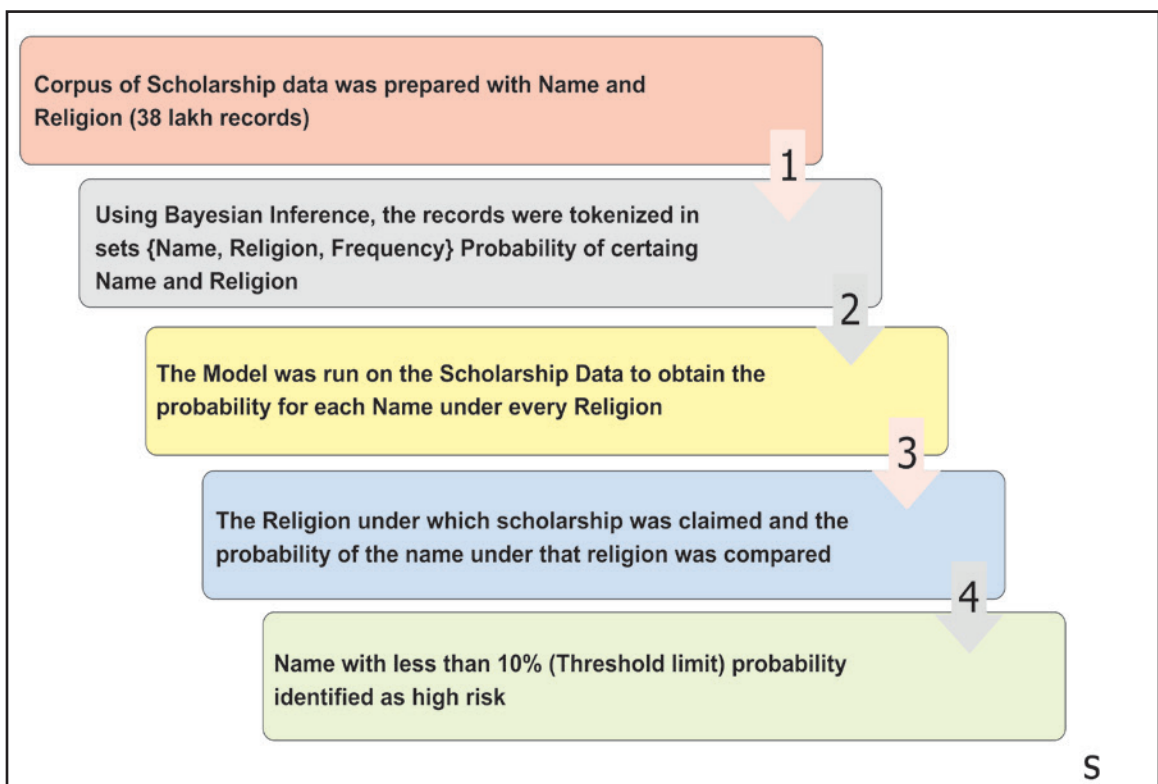 Corpus of Scholarship data was prepared with Name and
Religion (38 lakh records)
1
Using Bayesian Inference, the records were tokenized in
sets {Name, Religion, Frequency} Probability of certaing
Name and Religion
2
The Model was run on the Scholarship Data to obtain the
probability for each Name under every Religion
3
The Religion under which scholarship was claimed and the
probability of the name under that religion was compared
4
Name with less than 10% (Threshold limit) probability
identified as high risk
S